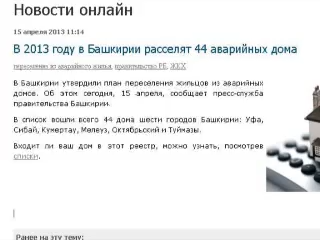 Новости онлайн
15 апреля 2013 11:14
В 2013 году в Башкирии расселят 44 аварийных дома
переселение из аварийного жилья, правительство РБ, ЖКХ
В Башкирии утвердили план переселения жильцов из аварийных
домов. Об этом сегодня, 15 апреля, сообщает пресс-служба
правительства Башкирии.
В список вошли всего 44 дома шести городов Башкирии: Уфа,
Сибай, Кумертау, Мелеуз, Октябрьский и Туймазы.
Входит ли ваш дом в этот реестр, можно узнать, посмотрев
списки.
Ранее на эту тему: